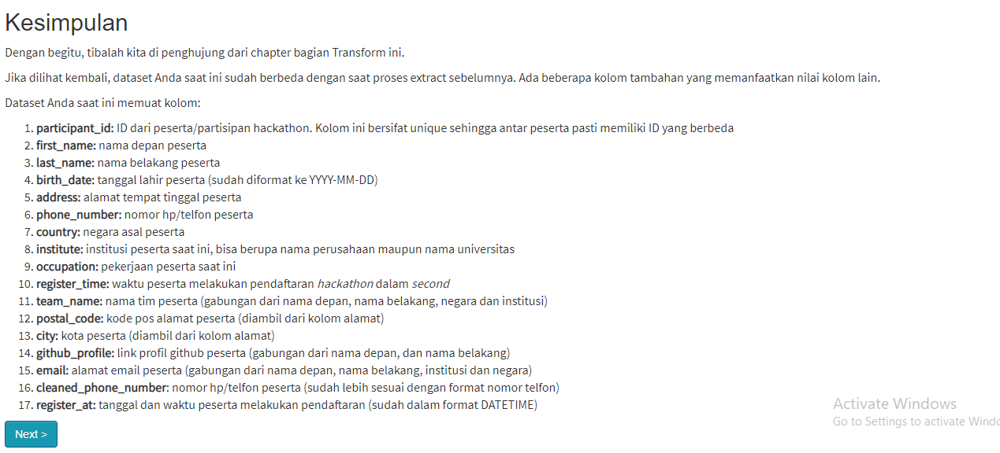 Kesimpulan
Dengan begitu, tibalah kita di penghujung dari chapter bagian Transform ini.
Jika dilihat kembali, dataset Anda saat ini sudah berbeda dengan saat proses extract sebelumnya. Ada beberapa kolom tambahan yang memanfaatkan nilai kolom lain.
Dataset Anda saat ini memuat kolom:
1. participant_id: ID dari peserta/partisipan hackathon. Kolom ini bersifat unique sehingga antar peserta pasti memiliki ID yang berbeda
2. first_name: nama depan peserta
3. last_name: nama belakang peserta
4. birth_date: tanggal lahir peserta (sudah diformat ke YYYY-MM-DD)
5. address: alamat tempat tinggal peserta
6. phone_number: nomor hp/telfon peserta
7. country: negara asal peserta
8. institute: institusi peserta saat ini, bisa berupa nama perusahaan maupun nama universitas
9. occupation: pekerjaan peserta saat ini
10. register_time: waktu peserta melakukan pendaftaran hackathon dalam second
11. team_name: nama tim peserta (gabungan dari nama depan, nama belakang, negara dan institusi)
12. postal_code: kode pos alamat peserta (diambil dari kolom alamat)
13. city: kota peserta (diambil dari kolom alamat)
14. github_profile: link profil github peserta (gabungan dari nama depan, dan nama belakang)
15. email: alamat email peserta (gabungan dari nama depan, nama belakang, institusi dan negara)
16. cleaned_phone_number: nomor hp/telfon peserta (sudah lebih sesuai dengan format nomor telfon)
17. register_at: tanggal dan waktu peserta melakukan pendaftaran (sudah dalam format DATETIME)
Activate Windows
Go to Settings to activate Windo
Next >